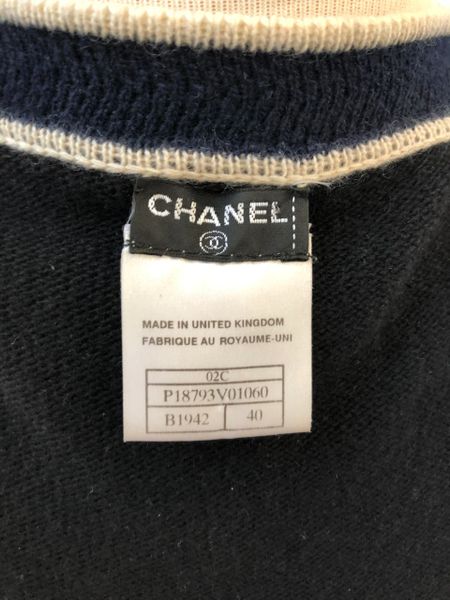 CHANEL
MADE IN UNITED KINGDOM
FABRIQUE AU ROYAUME-UNI
02C
P18793V01060
B1942 40